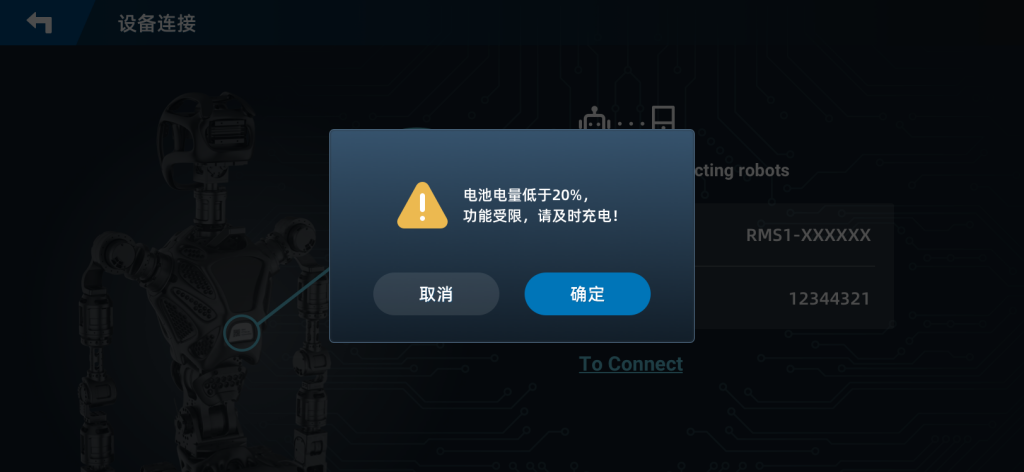 设备连接
电池电量低于20%，
功能受限，请及时充电！
取消
确定
cting robots
RMS1-XXXXXX
12344321
To Connect